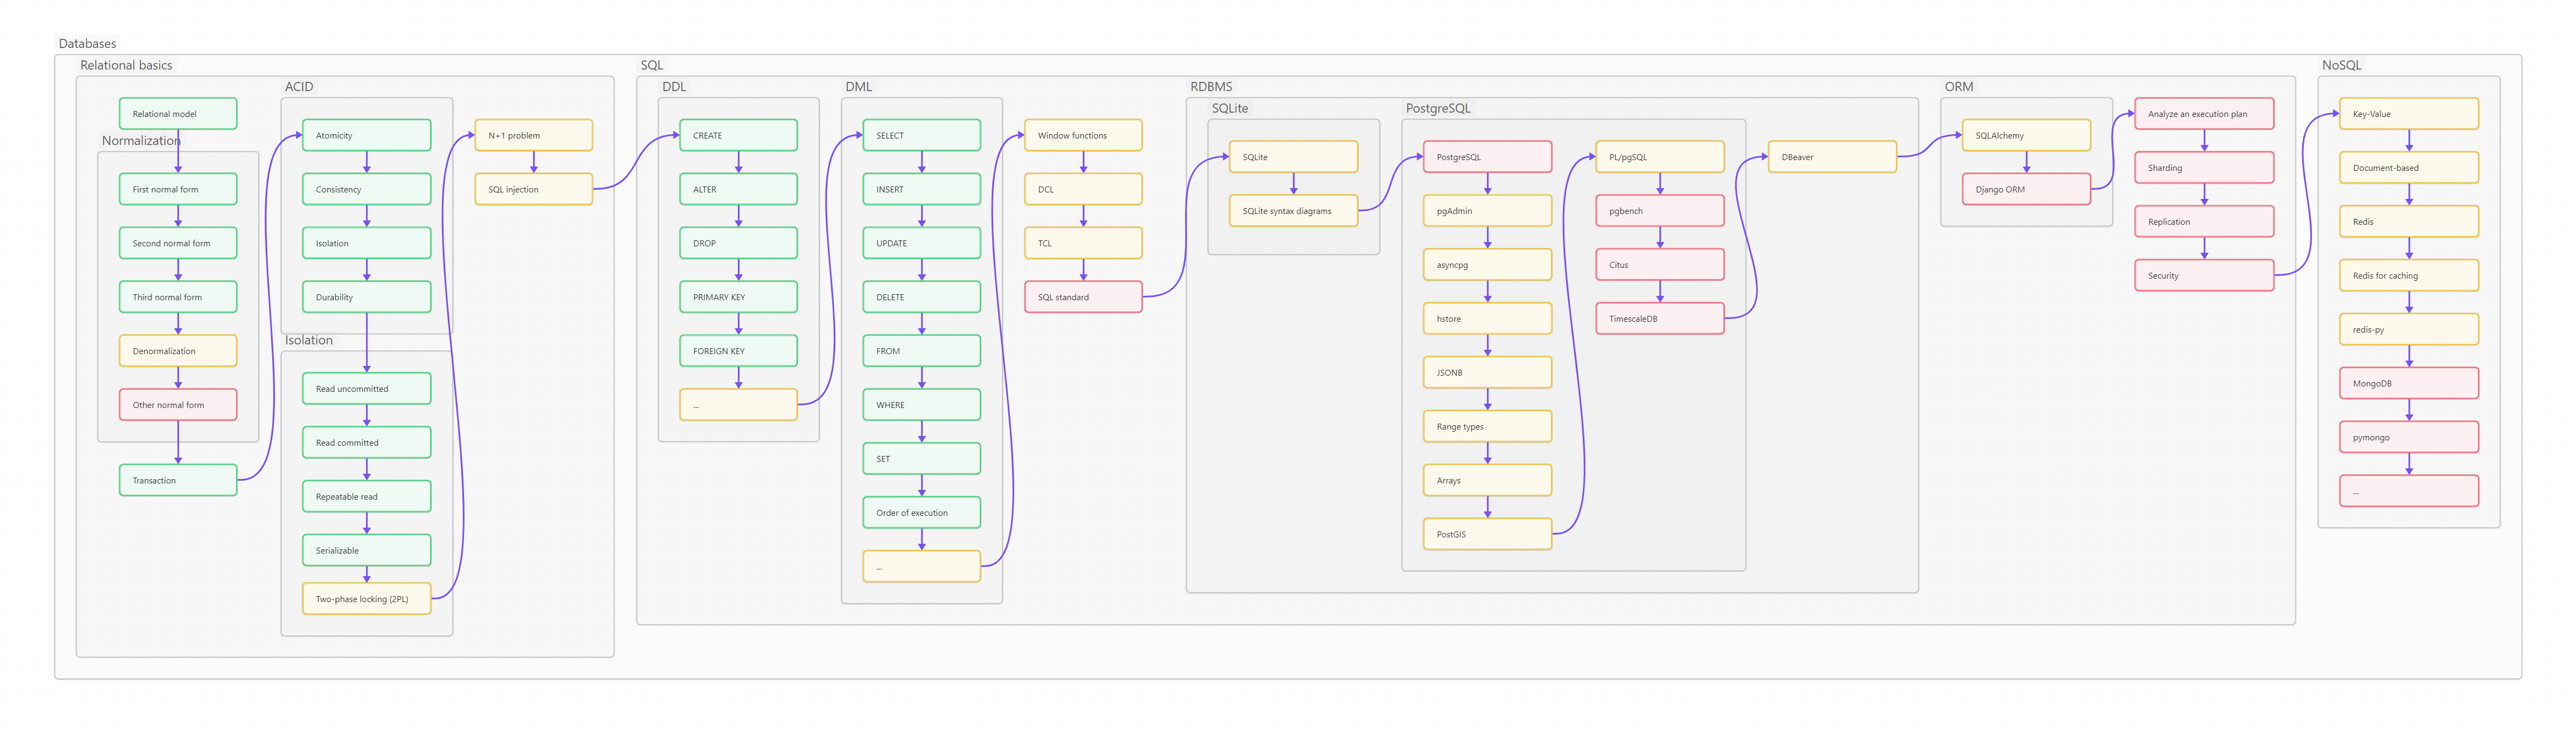 Databases
Relational basics
Relational model
Normalization
First normal form
Second normal form
Third normal form
Denormalization
Other normal form
Transaction
ACID
Atomicity
Consistency
Isolation
Durability
Isolation
Read uncommitted
Read committed
Repeatable read
Serializable
Two-phase locking (2PL)
N+1 problem
SQL injection
SQL
DDL
CREATE
ALTER
DROP
PRIMARY KEY
FOREIGN KEY
...
DML
SELECT
INSERT
UPDATE
DELETE
FROM
WHERE
SET
Order of execution
...
Window functions
DCL
TCL
SQL standard
RDBMS
SQLite
SQLite
SQLite syntax diagrams
PostgreSQL
PostgreSQL
pgAdmin
asyncpg
hstore
JSONB
Range types
Arrays
PostGIS
PL/pgSQL
pgbench
Citus
TimescaleDB
DBeaver
ORM
SQLAlchemy
Django ORM
Analyze an execution plan
Sharding
Replication
Security
NoSQL
Key-Value
Document-based
Redis
Redis for caching
redis-py
MongoDB
pymongo
...